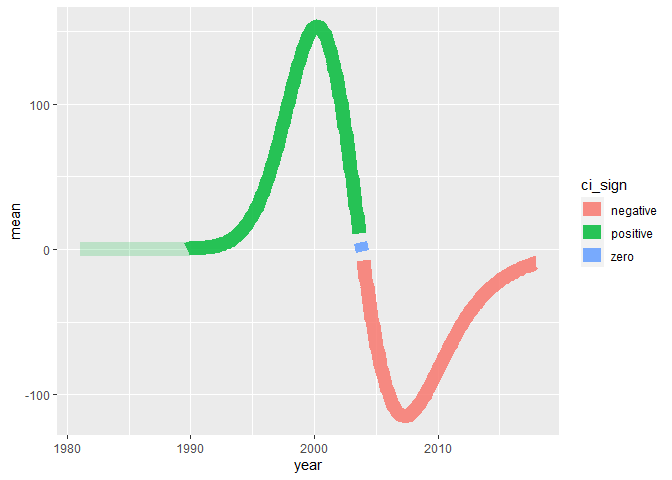 100
0
-100
mean
1980
1990
2000
2010
year
ci_sign
negative
positive
zero